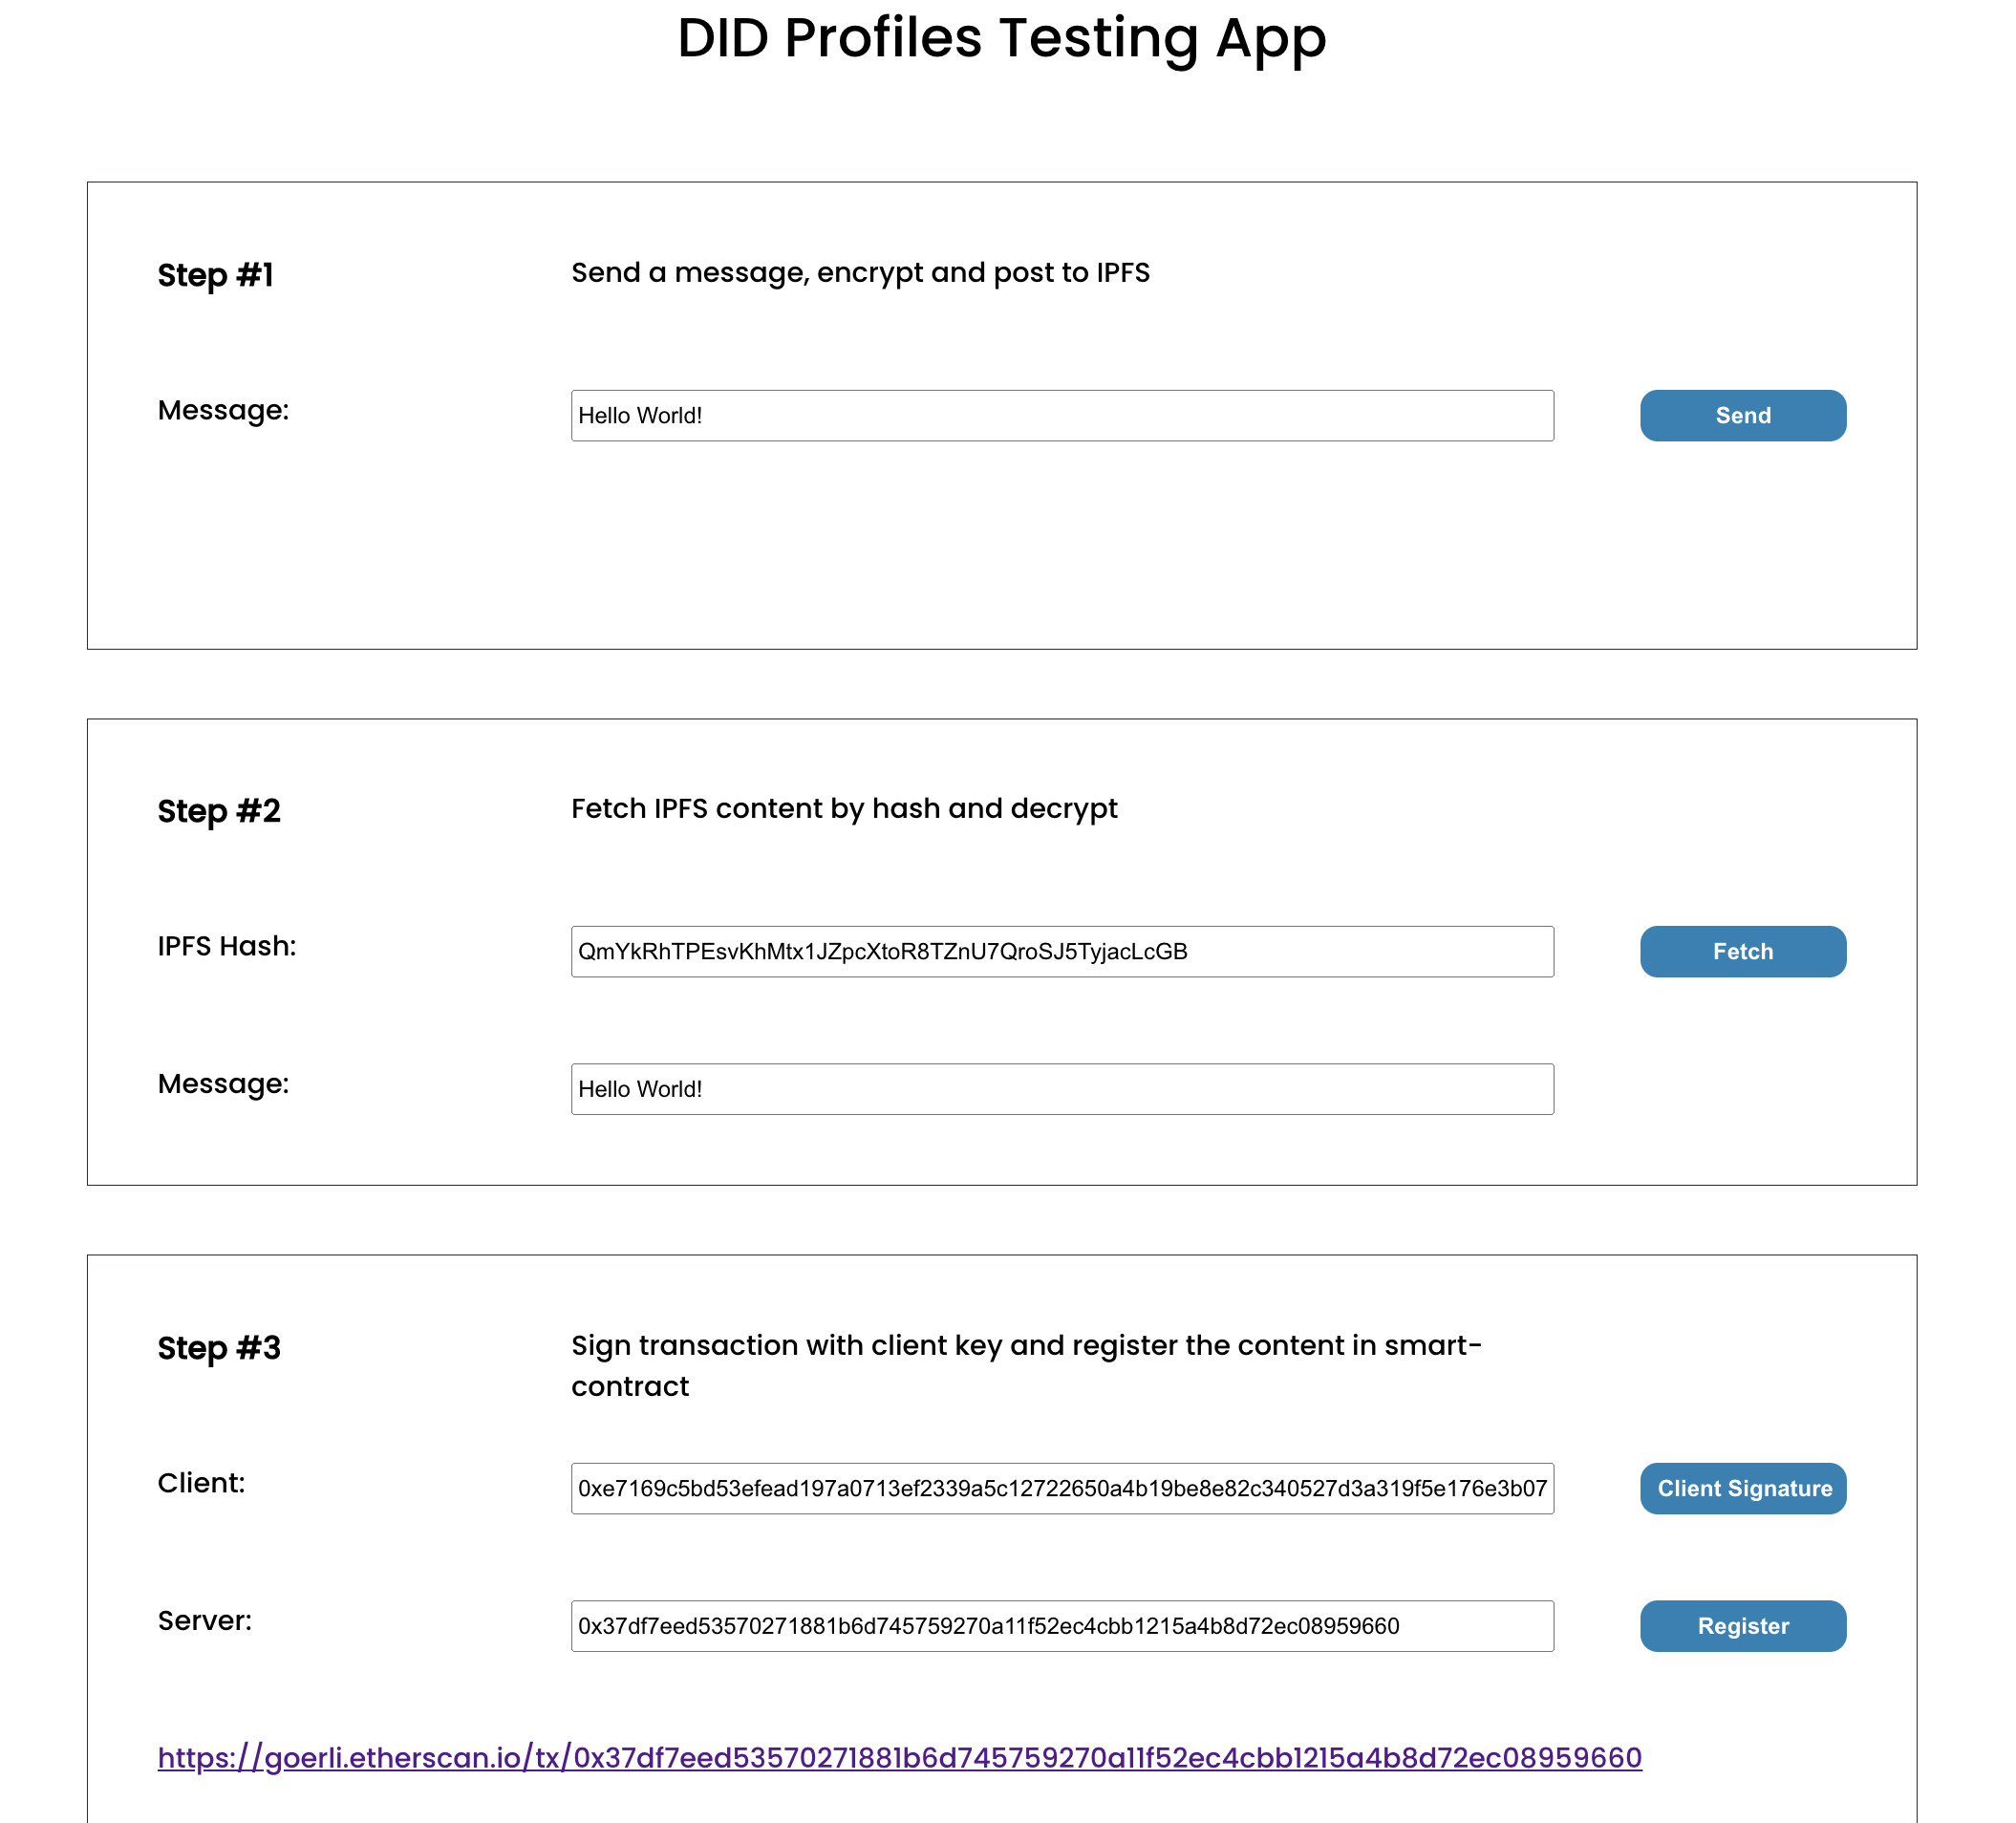 DID Profiles Testing App
Step #1
Send a message, encrypt and post to IPFS
Message:
Hello World!
Send
Step #2
Fetch IPFS content by hash and decrypt
IPFS Hash:
QmYkRhTPEsvKhMtx1JZpcXtoR8TZnU7QroSJ5TyjacLcGB
Fetch
Message:
Hello World!
Step #3
Sign transaction with client key and register the content in smart-
contract
Client:
0xe7169c5bd53efead197a0713ef2339a5c12722650a4b19be8e82c340527d3a319f5e176e3b07
Client Signature
Server:
0x37df7eed53570271881b6d745759270a11f52ec4cbb1215a4b8d72ec08959660
Register
https://goerli.etherscan.io/tx/0x37df7eed53570271881b6d745759270a11f52ec4cbb1215a4b8d72ec08959660